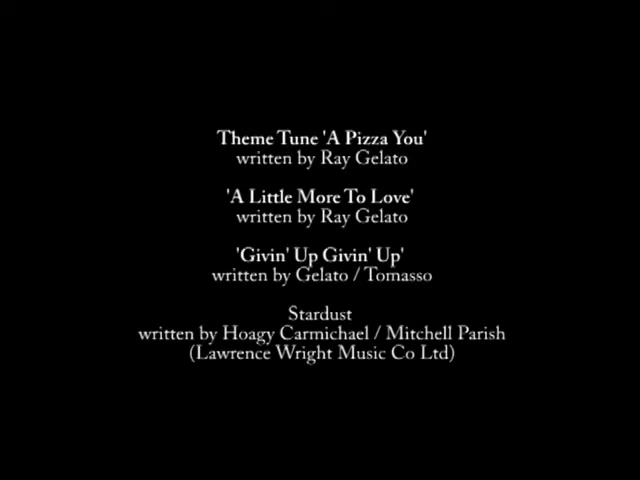 Theme Tune 'A Pizza You'
written by Ray Gelato
'A Little More To Love'
written by Ray Gelato
'Givin' Up Givin' Up'
written by Gelato / Tomasso
Stardust
written by Hoagy Carmichael / Mitchell Parish
(Lawrence Wright Music Co Ltd)